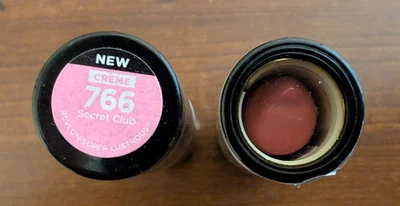 NEW
CRÈME
766
Secret Club
REVLON SUPER LUSTROUS